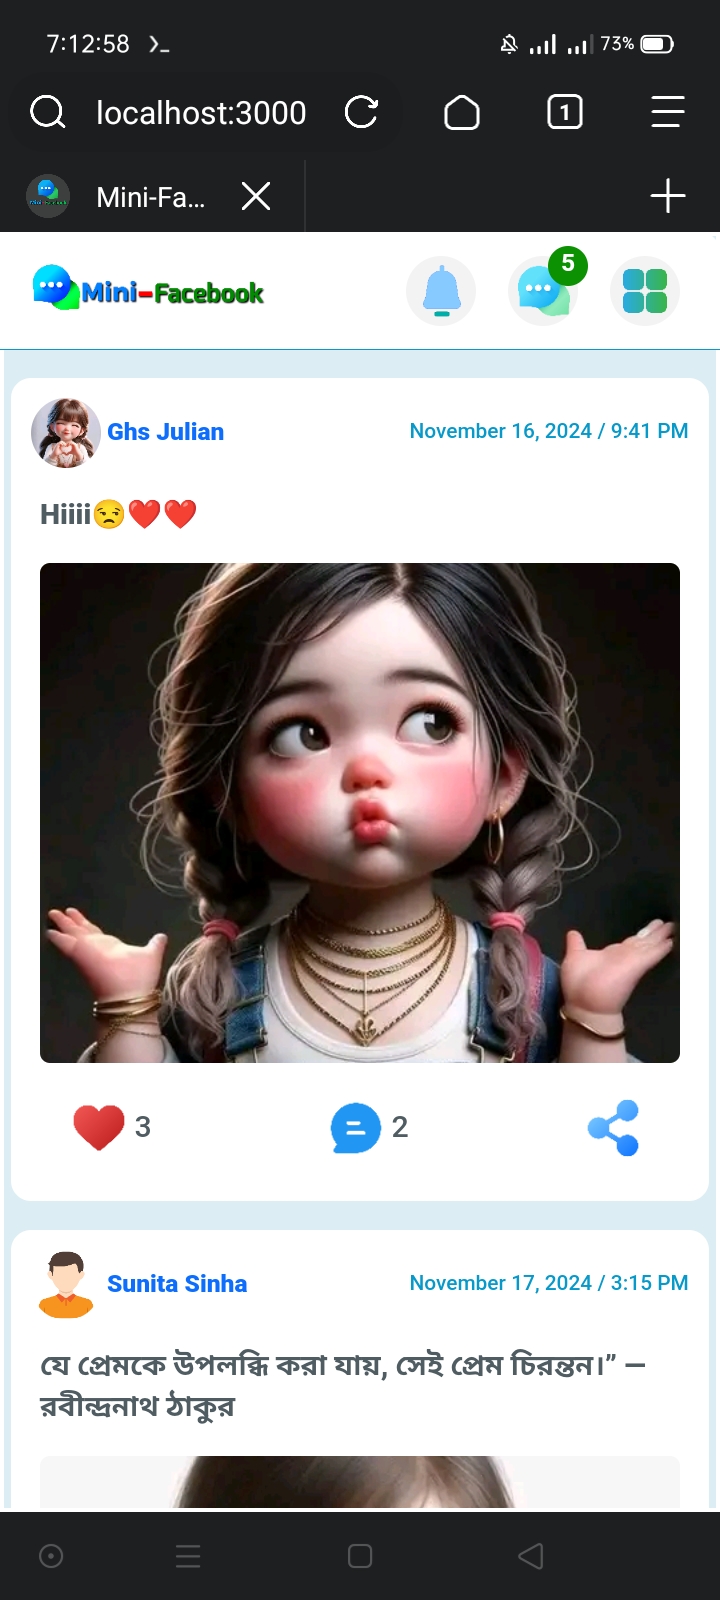 7:12:58
73%
localhost:3000
1
Mini-Fa...
Mini-Facebook
5
Ghs Julian
November 16, 2024 / 9:41 PM
Hiiii😒❤️❤️
3
2
Sunita Sinha
November 17, 2024 / 3:15 PM
যে প্রেমকে উপলব্ধি করা যায়, সেই প্রেম চিরন্তন।” —
রবীন্দ্রনাথ ঠাকুর